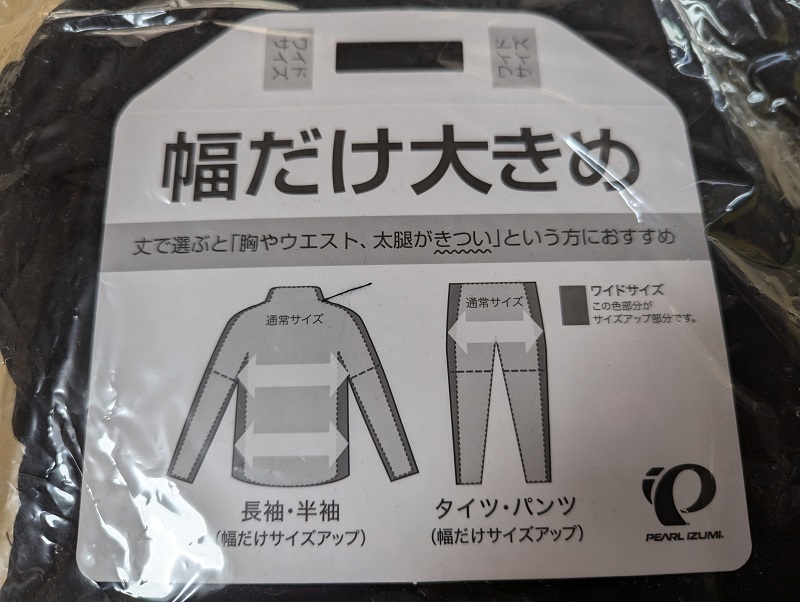 ワイド
サイズ
ワイド
サイズ
幅だけ大きめ
丈で選ぶと「胸やウエスト、太腿がきつい」という方におすすめ
通常サイズ
通常サイズ
ワイドサイズ
この色部分が
サイズアップ部分です。
長袖・半袖
(幅だけサイズアップ)
タイツ・パンツ
(幅だけサイズアップ)
PEARL iZUMi